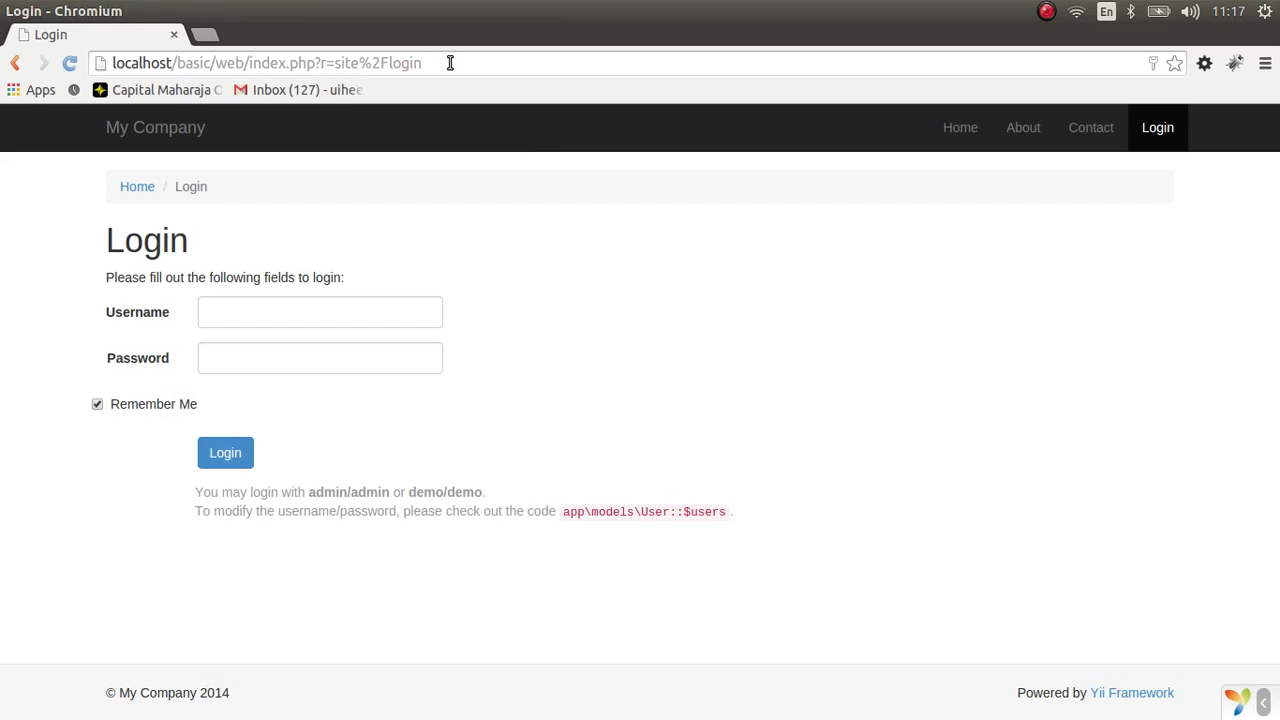 Login - Chromium
En
11:17
Login
localhost/basic/web/index.php?r=site%2Flogin
Apps
Capital Maharaja O
Inbox (127) - uihee
My Company
Home
About
Contact
Login
Home / Login
Login
Please fill out the following fields to login:
Username
Password
Remember Me
Login
You may login with admin/admin or demo/demo.
To modify the username/password, please check out the code app\models\User::$users.
© My Company 2014
Powered by Yii Framework